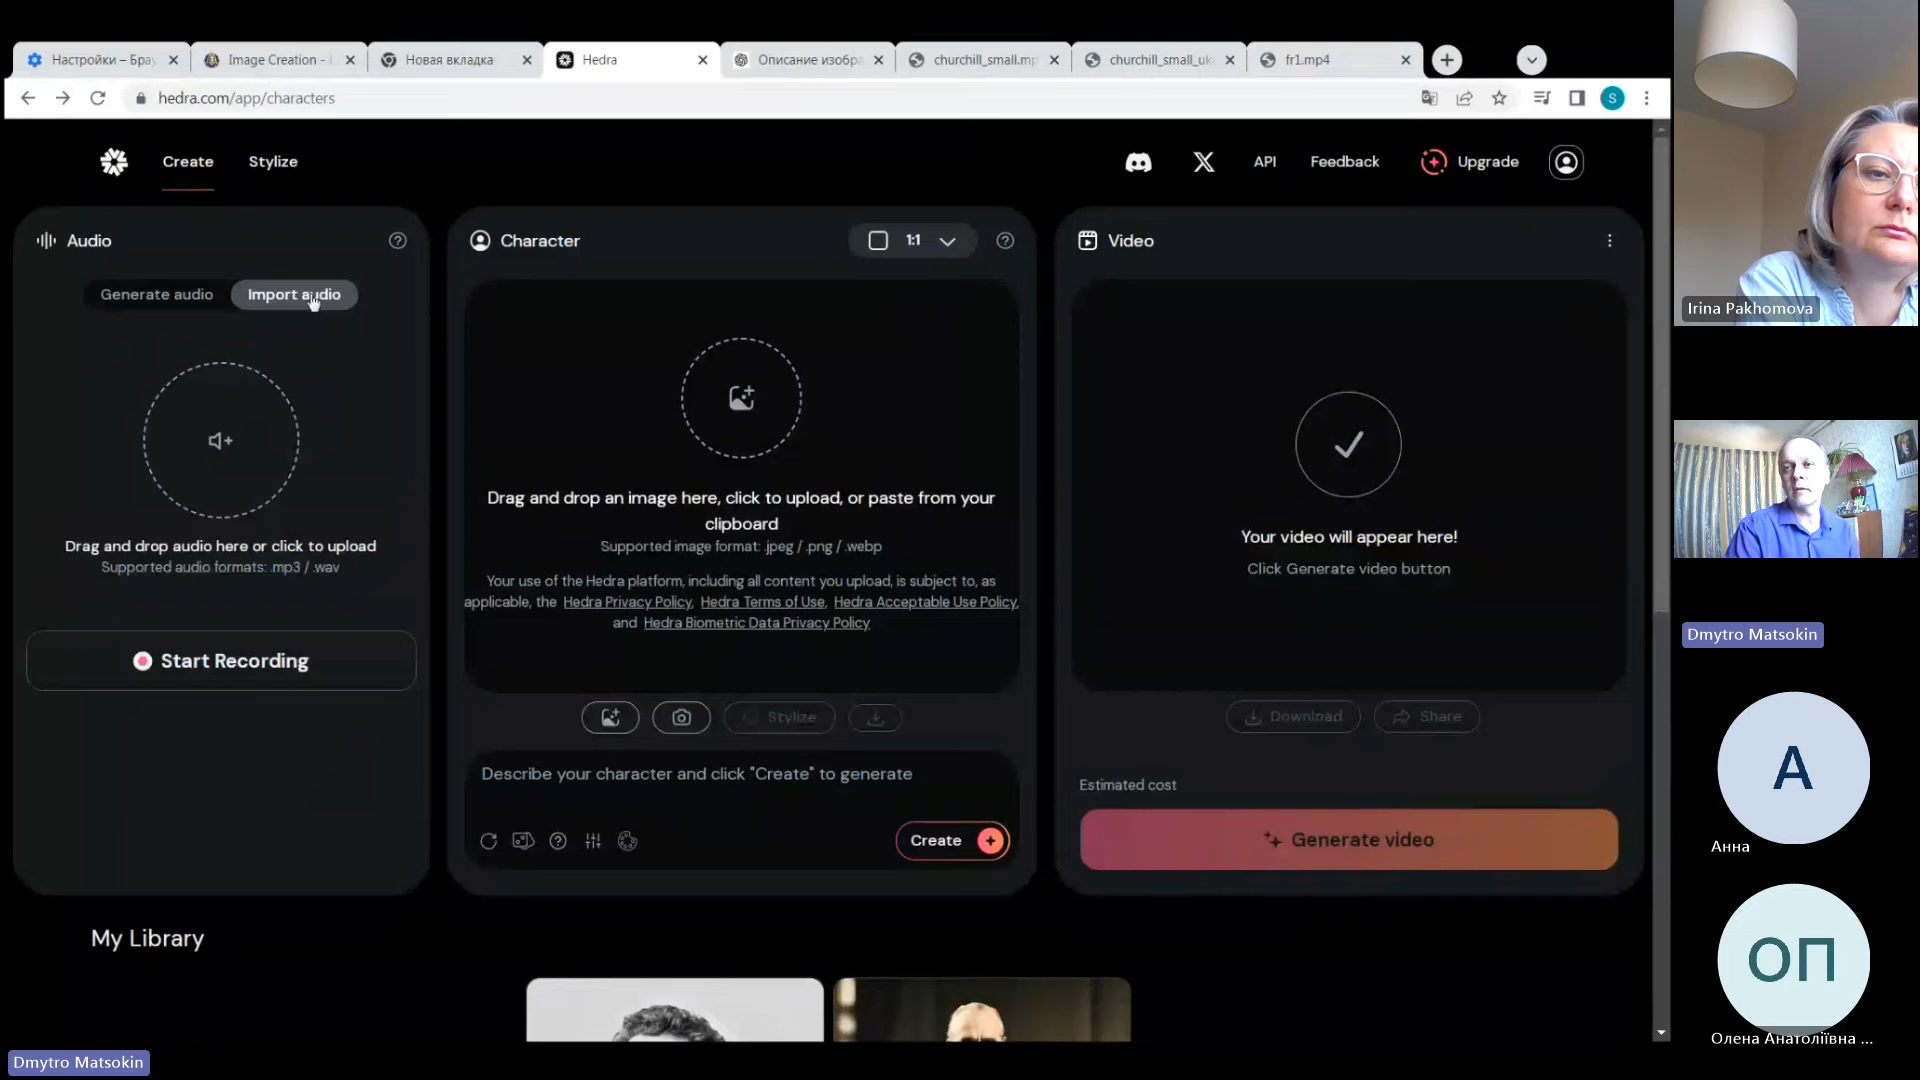 Настройки – Бра
Image Creation -
Новая вкладка
Hedra
Описание изобра
churchill_small.mp
churchill_small_uk
fr1.mp4
hedra.com/app/characters
S
Create
Stylize
API
Feedback
Upgrade
Audio
Generate audio
Import audio
Drag and drop audio here or click to upload
Supported audio formats: .mp3 / .wav
Start Recording
Character
1:1
Drag and drop an image here, click to upload, or paste from your
clipboard
Supported image format: .jpeg / .png / .webp
Your use of the Hedra platform, including all content you upload, is subject to, as
applicable, the Hedra Privacy Policy, Hedra Terms of Use, Hedra Acceptable Use Policy,
and Hedra Biometric Data Privacy Policy
Stylize
Describe your character and click "Create" to generate
Create
Video
Your video will appear here!
Click Generate video button
Download
Share
Estimated cost
Generate video
My Library
Irina Pakhomova
Dmytro Matsokin
А
Анна
ОП
Олена Анатоліївна ...
Dmytro Matsokin